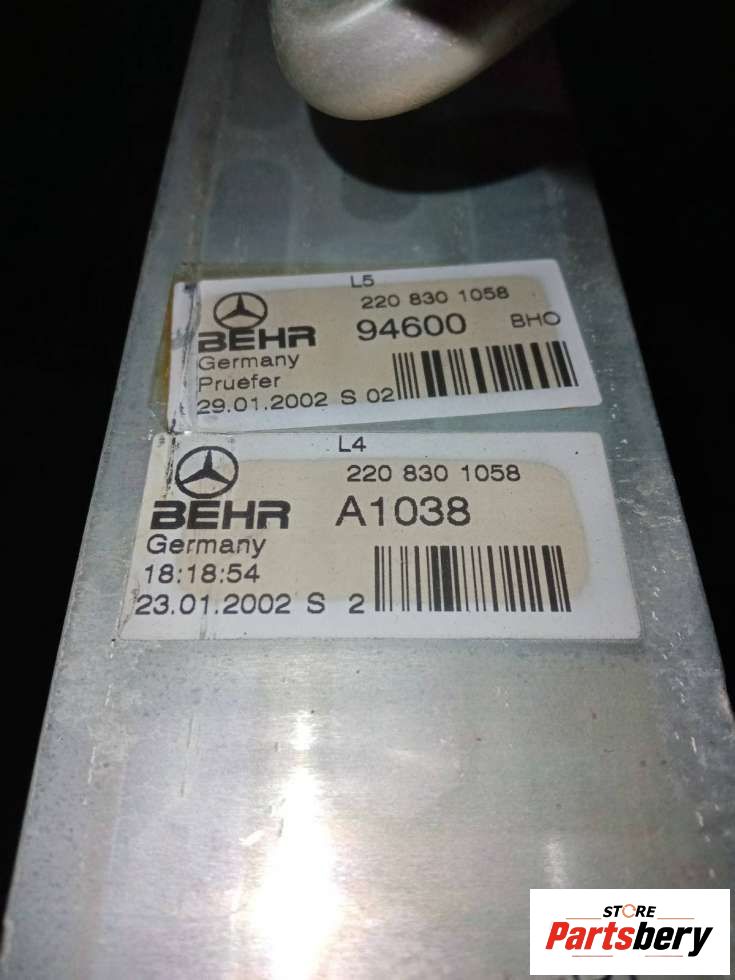 L5
220 830 1058
BEHR 94600 BHO
Germany
Pruefer
29.01.2002 S 02
L4
220 830 1058
BEHR A1038
Germany
18:18:54
23.01.2002 S 2
STORE
Partsbery